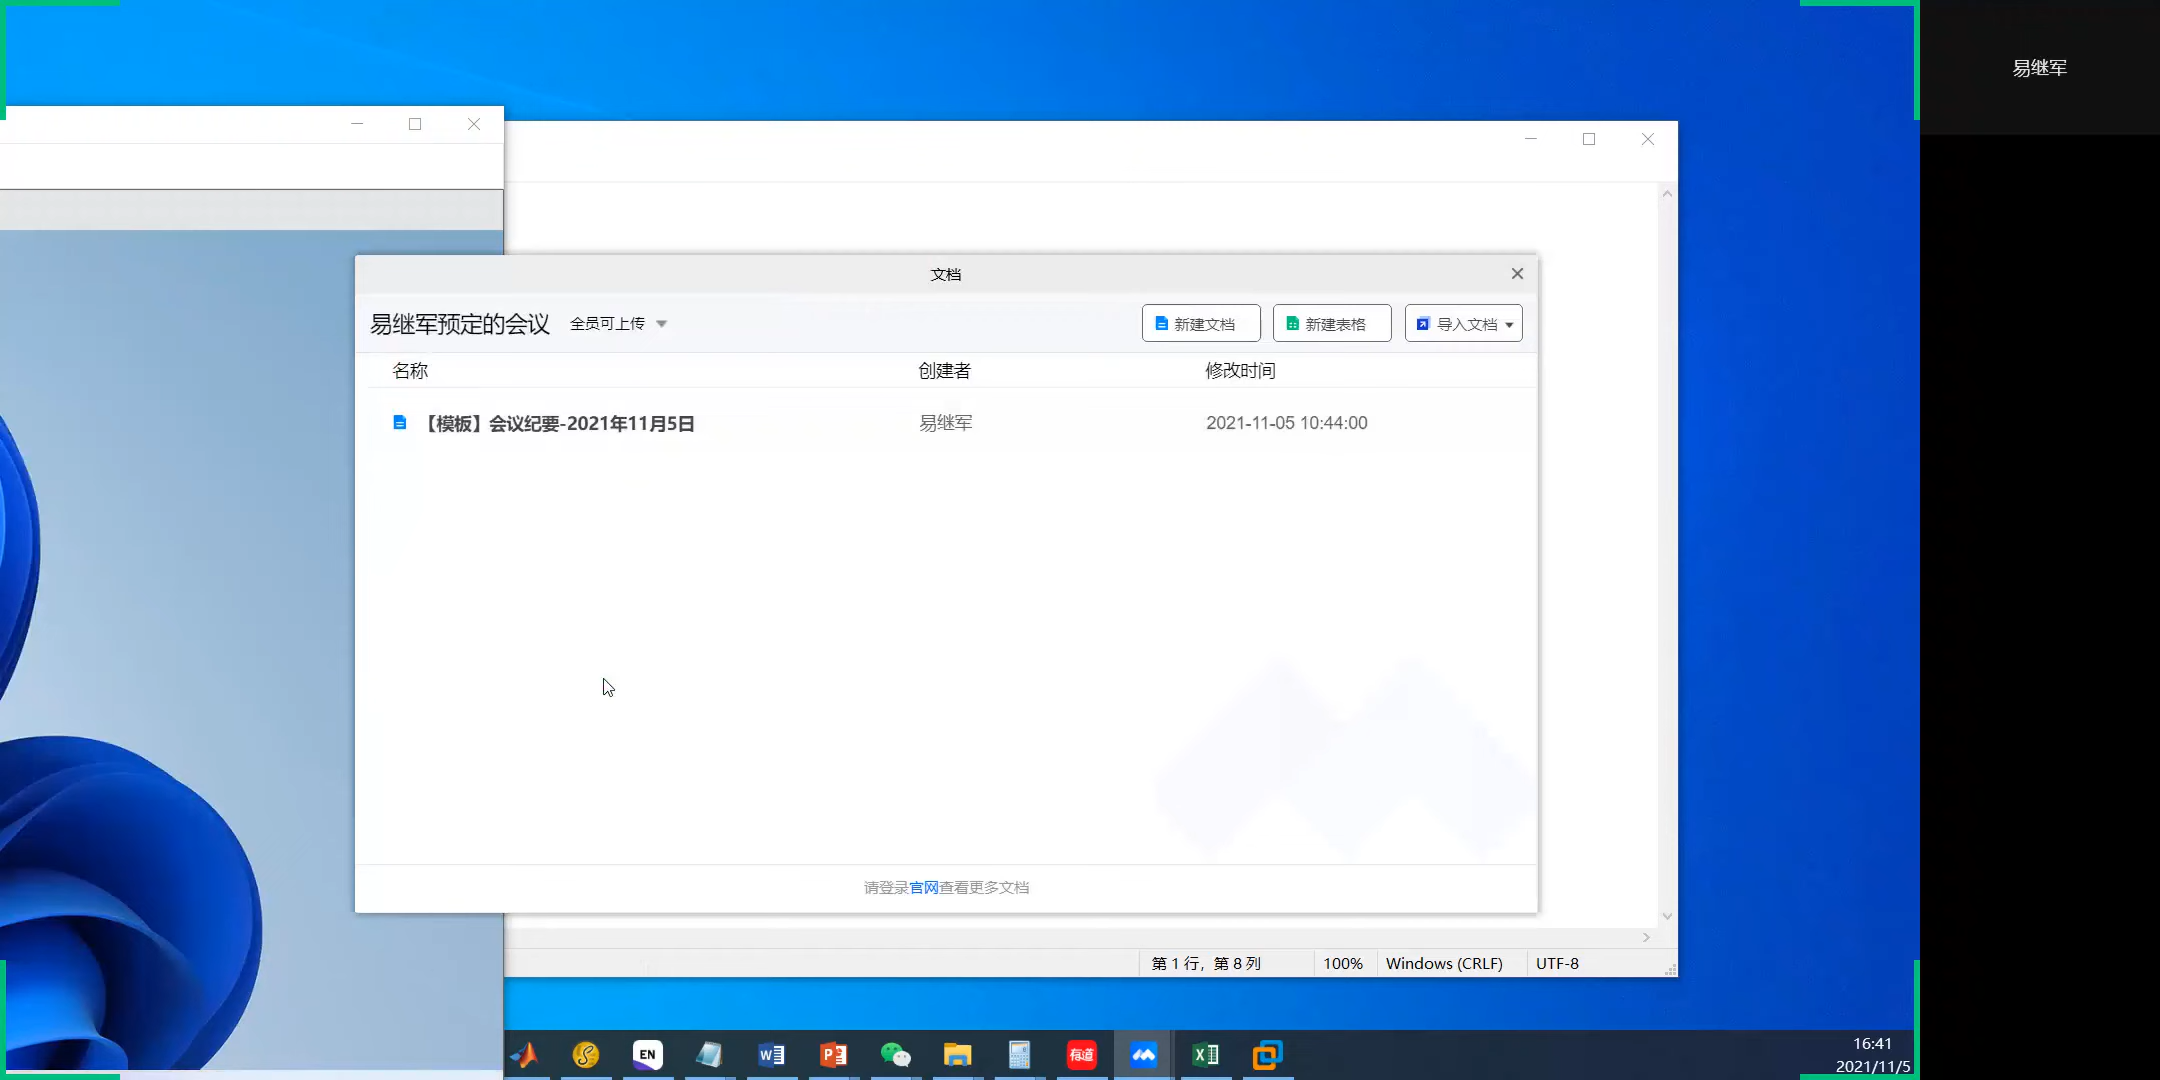 易继军
文档
易继军预定的会议 全员可上传 新建文档 新建表格 导入文档
名称 创建者 修改时间
【模板】会议纪要-2021年11月5日 易继军 2021-11-05 10:44:00
请登录官网查看更多文档
第 1 行，第 8 列 100% Windows (CRLF) UTF-8
EN 有道
16:41
2021/11/5